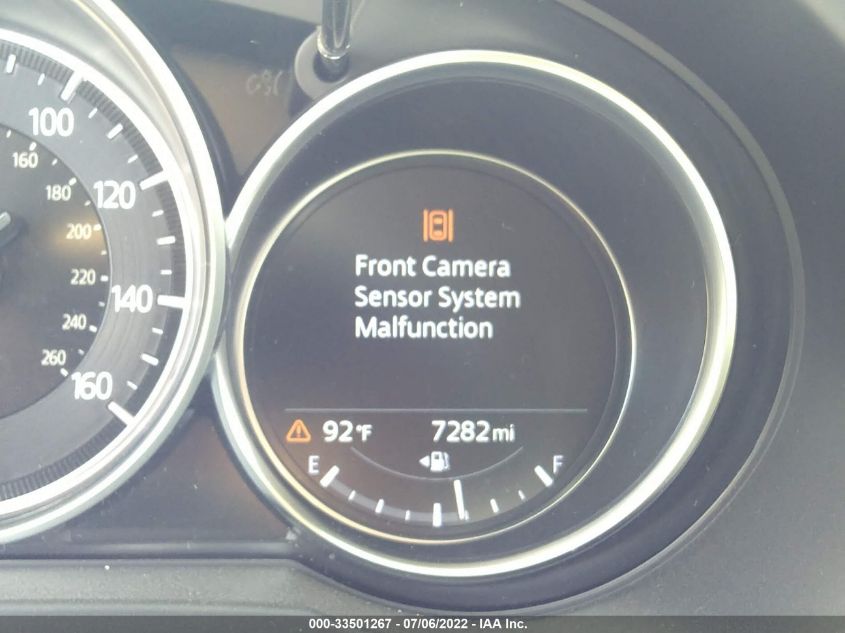 100
160
180
120
200
220
140
240
260
160
Front Camera
Sensor System
Malfunction
92°F 7282mi
E F
000-33501267 - 07/06/2022 - IAA Inc.